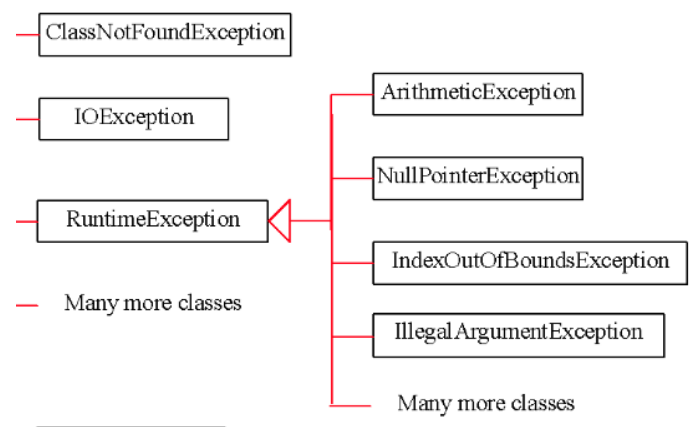 ClassNotFoundException
IOException
RuntimeException
Many more classes
ArithmeticException
NullPointerException
IndexOutOfBoundsException
IllegalArgumentException
Many more classes